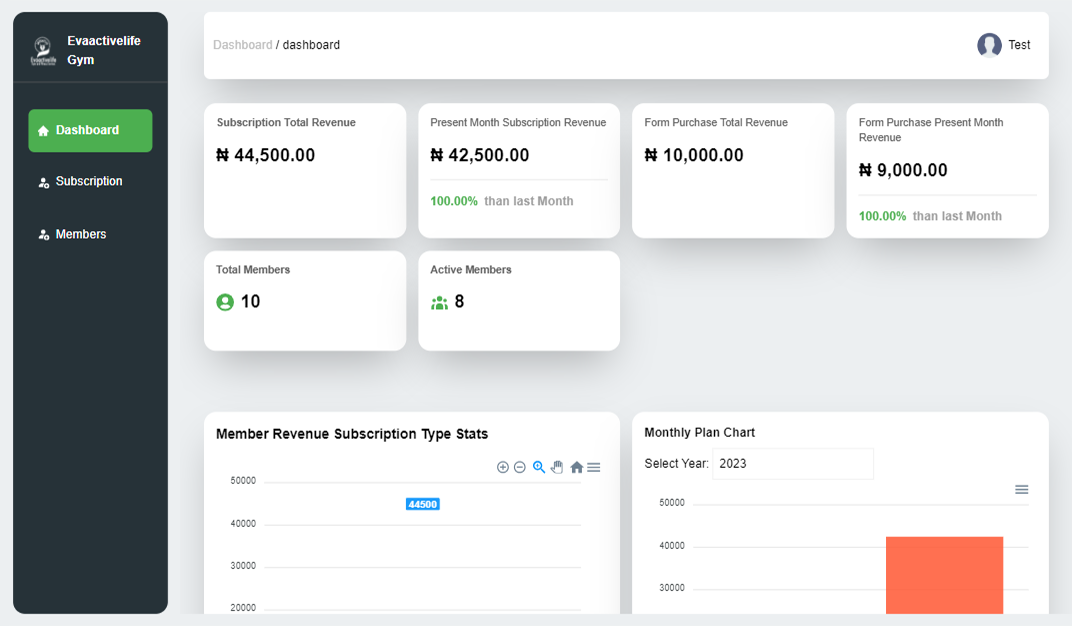 Evaactivelife
Gym
Dashboard / dashboard
Test
Dashboard
Subscription
Members
Subscription Total Revenue
₦ 44,500.00
Present Month Subscription Revenue
₦ 42,500.00
100.00% than last Month
Form Purchase Total Revenue
₦ 10,000.00
Form Purchase Present Month
Revenue
₦ 9,000.00
100.00% than last Month
Total Members
10
Active Members
8
Member Revenue Subscription Type Stats
50000
44500
40000
30000
20000
Monthly Plan Chart
Select Year: 2023
50000
40000
30000